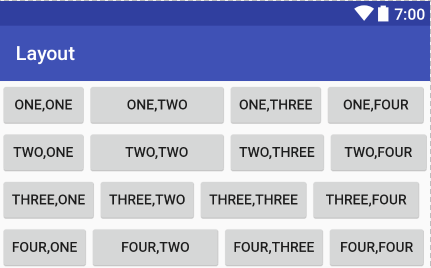 7:00
Layout
ONE,ONE ONE,TWO ONE,THREE ONE,FOUR
TWO,ONE TWO,TWO TWO,THREE TWO,FOUR
THREE,ONE THREE,TWO THREE,THREE THREE,FOUR
FOUR,ONE FOUR,TWO FOUR,THREE FOUR,FOUR